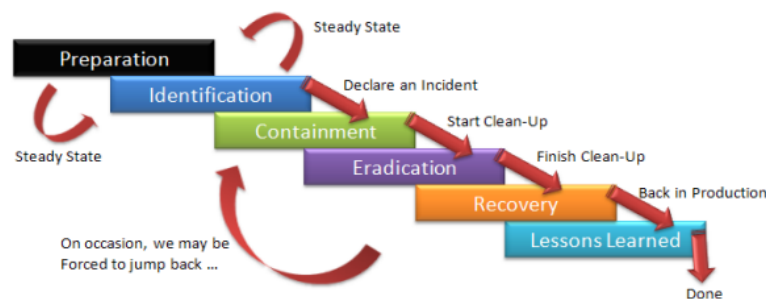 Steady State
Preparation
Declare an Incident
Identification
Start Clean-Up
Containment
Steady State
Finish Clean-Up
Eradication
Back in Production
Recovery
Lessons Learned
On occasion, we may be
Forced to jump back ...
Done